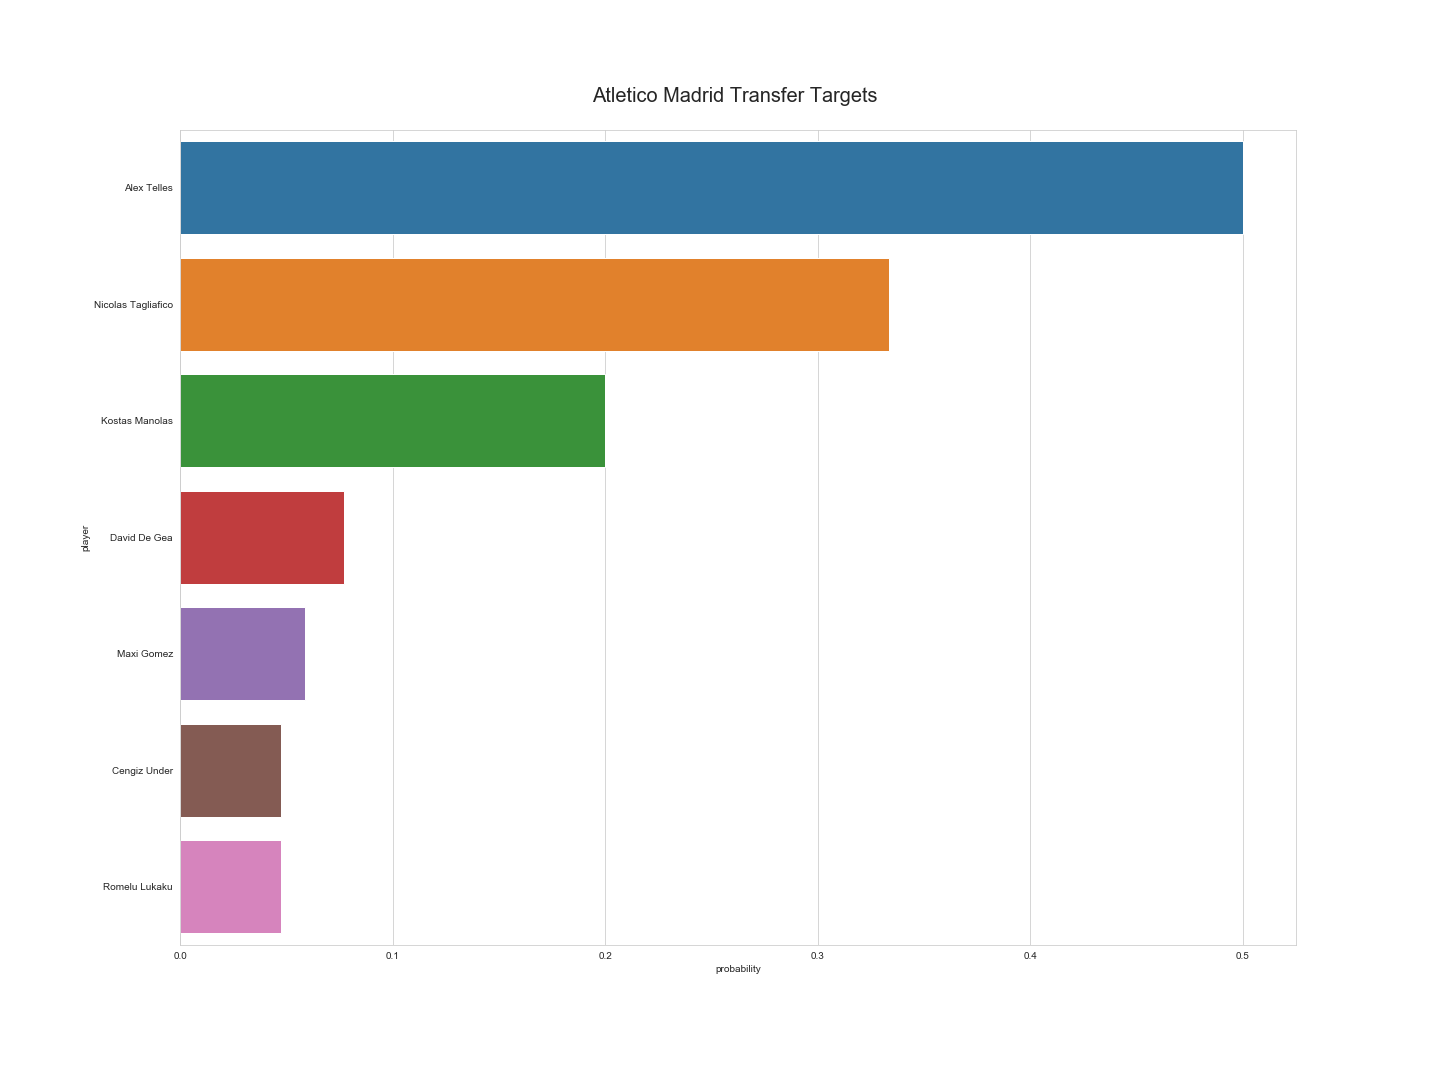 Atletico Madrid Transfer Targets
Alex Telles
Nicolas Tagliafico
Kostas Manolas
David De Gea
Maxi Gomez
Cengiz Under
Romelu Lukaku
player
0.0 0.1 0.2 0.3 0.4 0.5
probability